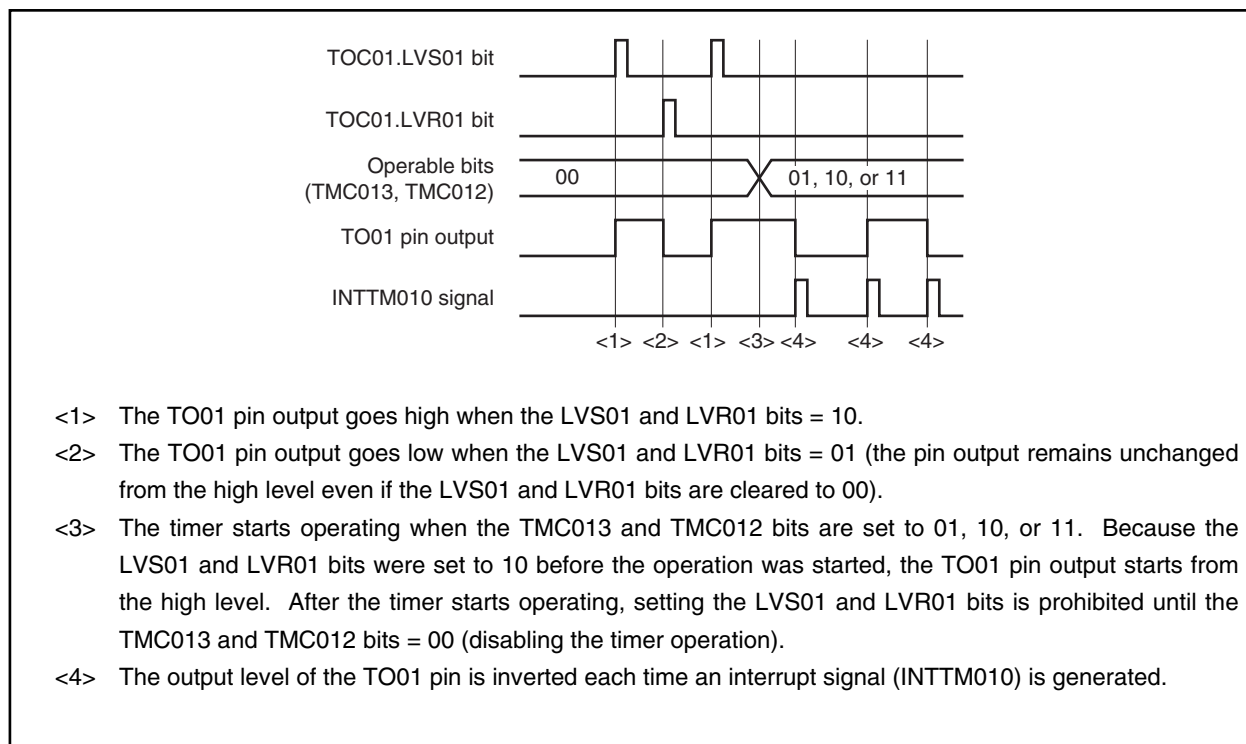 TOC01.LVS01 bit
TOC01.LVR01 bit
Operable bits
(TMC013, TMC012)
00
01, 10, or 11
TO01 pin output
INTTM010 signal
<1> <2> <1> <3> <4> <4> <4>
<1> The TO01 pin output goes high when the LVS01 and LVR01 bits = 10.
<2> The TO01 pin output goes low when the LVS01 and LVR01 bits = 01 (the pin output remains unchanged
from the high level even if the LVS01 and LVR01 bits are cleared to 00).
<3> The timer starts operating when the TMC013 and TMC012 bits are set to 01, 10, or 11. Because the
LVS01 and LVR01 bits were set to 10 before the operation was started, the TO01 pin output starts from
the high level. After the timer starts operating, setting the LVS01 and LVR01 bits is prohibited until the
TMC013 and TMC012 bits = 00 (disabling the timer operation).
<4> The output level of the TO01 pin is inverted each time an interrupt signal (INTTM010) is generated.